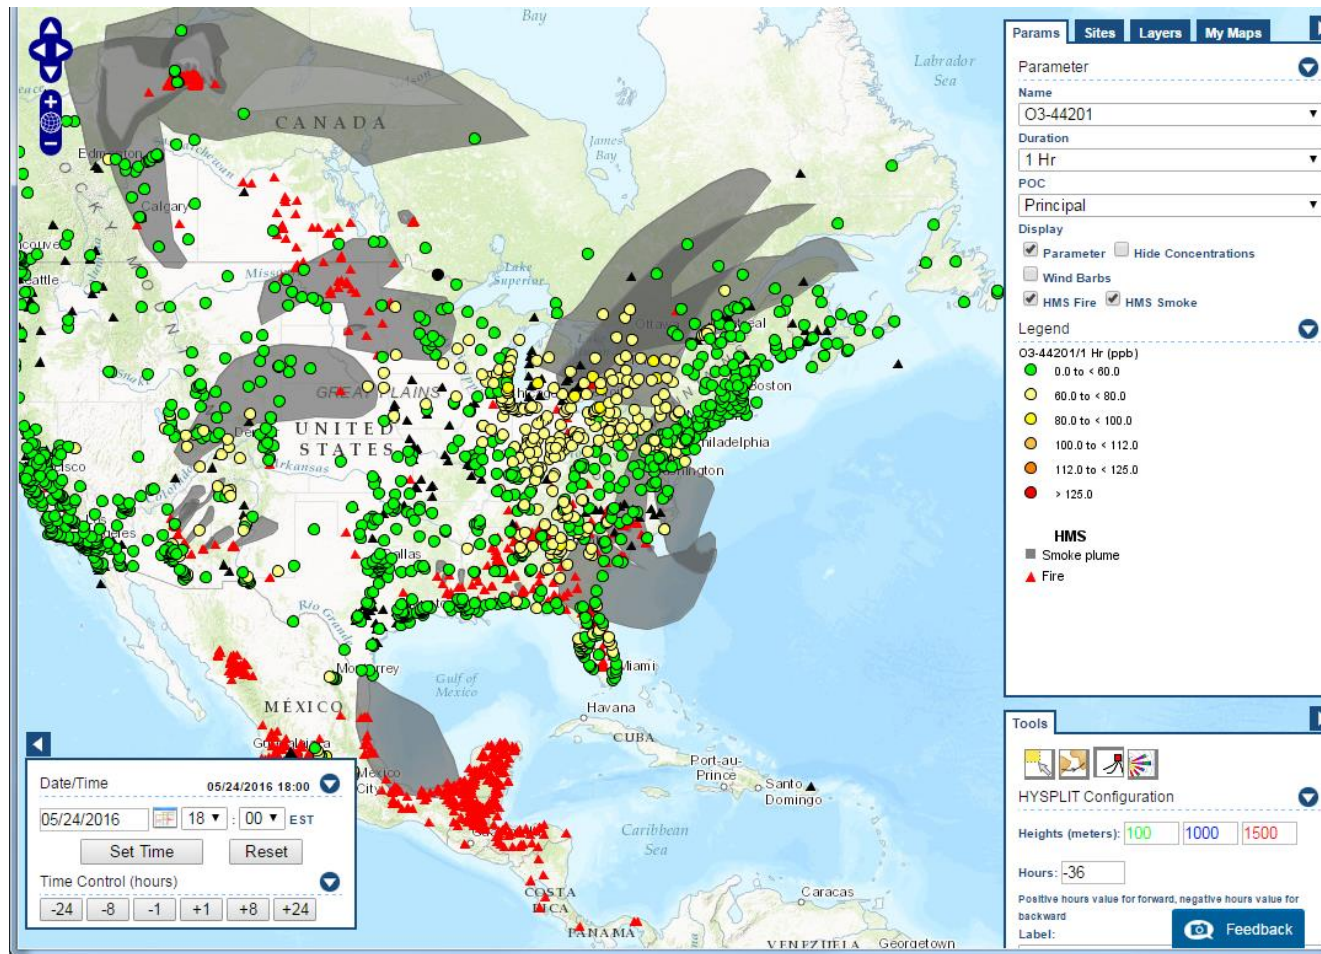 Bay
Labrador
Sea
CANADA
James
Bay
Calgary
Lake
Superior
Ottawa
Boston
GREAT PLAINS
UNITED
STATES
Philadelphia
Arkansas
Dallas
Rio Grande
Monterrey
Miami
Gulf of
Mexico
MÉXICO
Havana
CUBA
Port-au-
Prince
Santo
Domingo
Mexico
City
Caribbean
Sea
COSTA
RICA
PANAMA
Caracas
VENEZUELA
Georgetown
Params
Sites
Layers
My Maps
Parameter
Name
O3-44201
Duration
1 Hr
POC
Principal
Display
Parameter
Hide Concentrations
Wind Barbs
HMS Fire
HMS Smoke
Legend
O3-44201/1 Hr (ppb)
0.0 to < 60.0
60.0 to < 80.0
80.0 to < 100.0
100.0 to < 112.0
112.0 to < 125.0
> 125.0
HMS
Smoke plume
Fire
Tools
HYSPLIT Configuration
Heights (meters): 100 1000 1500
Hours: -36
Positive hours value for forward, negative hours value for
backward
Label:
Feedback
Date/Time
05/24/2016 18:00
05/24/2016 18 : 00 EST
Set Time
Reset
Time Control (hours)
-24 -8 -1 +1 +8 +24